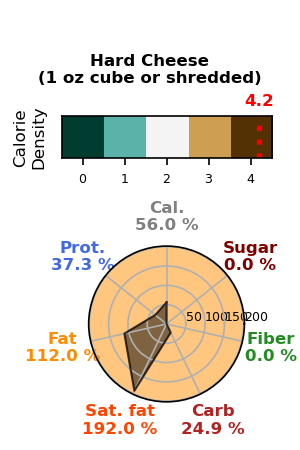 Hard Cheese
(1 oz cube or shredded)
4.2
Calorie
Density
0 1 2 3 4
Cal.
56.0 %
Prot.
37.3 %
Sugar
0.0 %
50 100 150 200
Fat
112.0 %
Fiber
0.0 %
Sat. fat
192.0 %
Carb
24.9 %